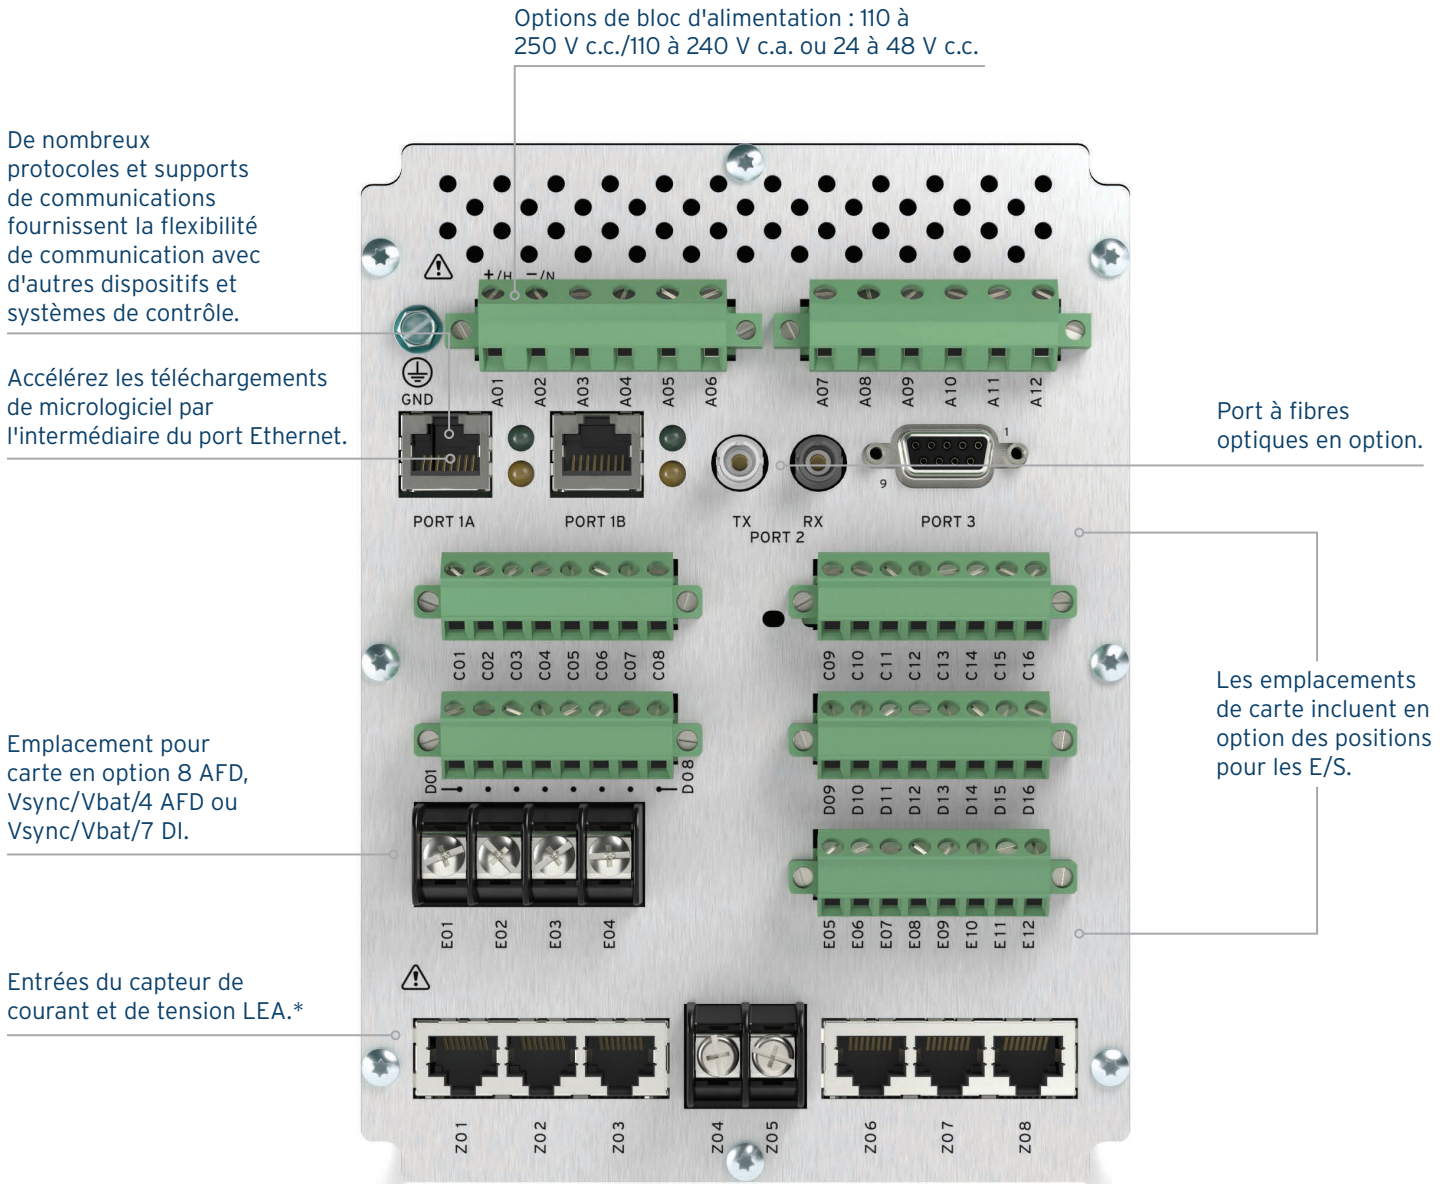 Options de bloc d'alimentation : 110 à
250 V c.c./110 à 240 V c.a. ou 24 à 48 V c.c.
De nombreux
protocoles et supports
de communications
fournissent la flexibilité
de communication avec
d'autres dispositifs et
systèmes de contrôle.
Accélérez les téléchargements
de micrologiciel par
l'intermédiaire du port Ethernet.
Port à fibres
optiques en option.
Les emplacements
de carte incluent en
option des positions
pour les E/S.
Emplacement pour
carte en option 8 AFD,
Vsync/Vbat/4 AFD ou
Vsync/Vbat/7 DI.
Entrées du capteur de
courant et de tension LEA.*
+/H −/N
GND
A01 A02 A03 A04 A05 A06
A07 A08 A09 A10 A11 A12
1
9
PORT 1A
PORT 1B
TX RX
PORT 2
PORT 3
C01 C02 C03 C04 C05 C06 C07 C08
C09 C10 C11 C12 C13 C14 C15 C16
D01 D08
D09 D10 D11 D12 D13 D14 D15 D16
E01 E02 E03 E04
E05 E06 E07 E08 E09 E10 E11 E12
Z01 Z02 Z03
Z04 Z05
Z06 Z07 Z08